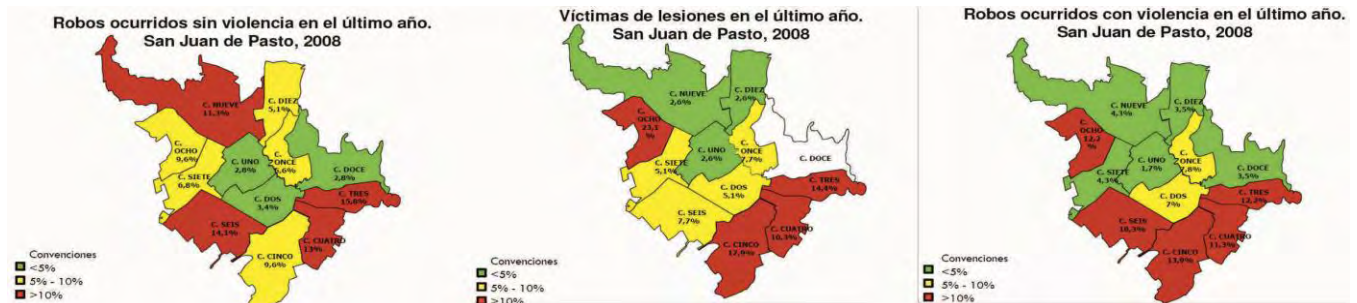 Robos ocurridos sin violencia en el último año.
San Juan de Pasto, 2008
C. NUEVE
11,3%
C. DIEZ
5,1%
C.
OCHO
9,6%
C. UNO
2,8%
C.
ONCE
5,6%
C. DOCE
2,8%
C. SIETE
6,8%
C. DOS
3,4%
C. TRES
15,8%
C. SEIS
14,1%
C. CUATRO
13%
C. CINCO
9,6%
Convenciones
<5%
5% - 10%
>10%
Víctimas de lesiones en el último año.
San Juan de Pasto, 2008
C. NUEVE
2,6%
C. DIEZ
2,6%
C.
OCHO
23,1
%
C. UNO
2,6%
C.
ONCE
7,7%
C. DOCE
C. SIETE
5,1%
C. DOS
5,1%
C. TRES
14,4%
C. SEIS
7,7%
C. CUATRO
10,3%
C. CINCO
17,9%
Convenciones
<5%
5% - 10%
>10%
Robos ocurridos con violencia en el último año.
San Juan de Pasto, 2008
C. NUEVE
4,3%
C. DIEZ
3,5%
C.
OCHO
12,2
%
C. UNO
1,7%
C.
ONCE
7,8%
C. DOCE
3,5%
C. SIETE
4,3%
C. DOS
7%
C. TRES
12,2%
C. SEIS
18,3%
C. CUATRO
11,3%
C. CINCO
13,9%
Convenciones
<5%
5% - 10%
>10%